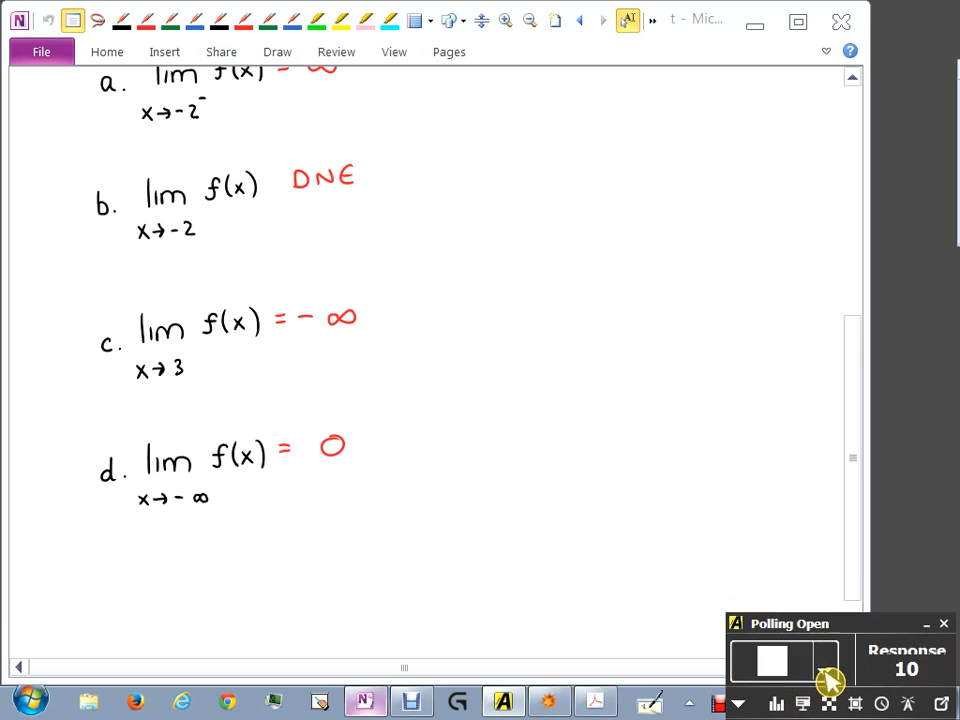 t - Mic...
File Home Insert Share Draw Review View Pages
a. lim f(x) = ∞
x→-2⁻
b. lim f(x) DNE
x→-2
c. lim f(x) = - ∞
x→3
d. lim f(x) = 0
x→-∞
Polling Open
Response
10